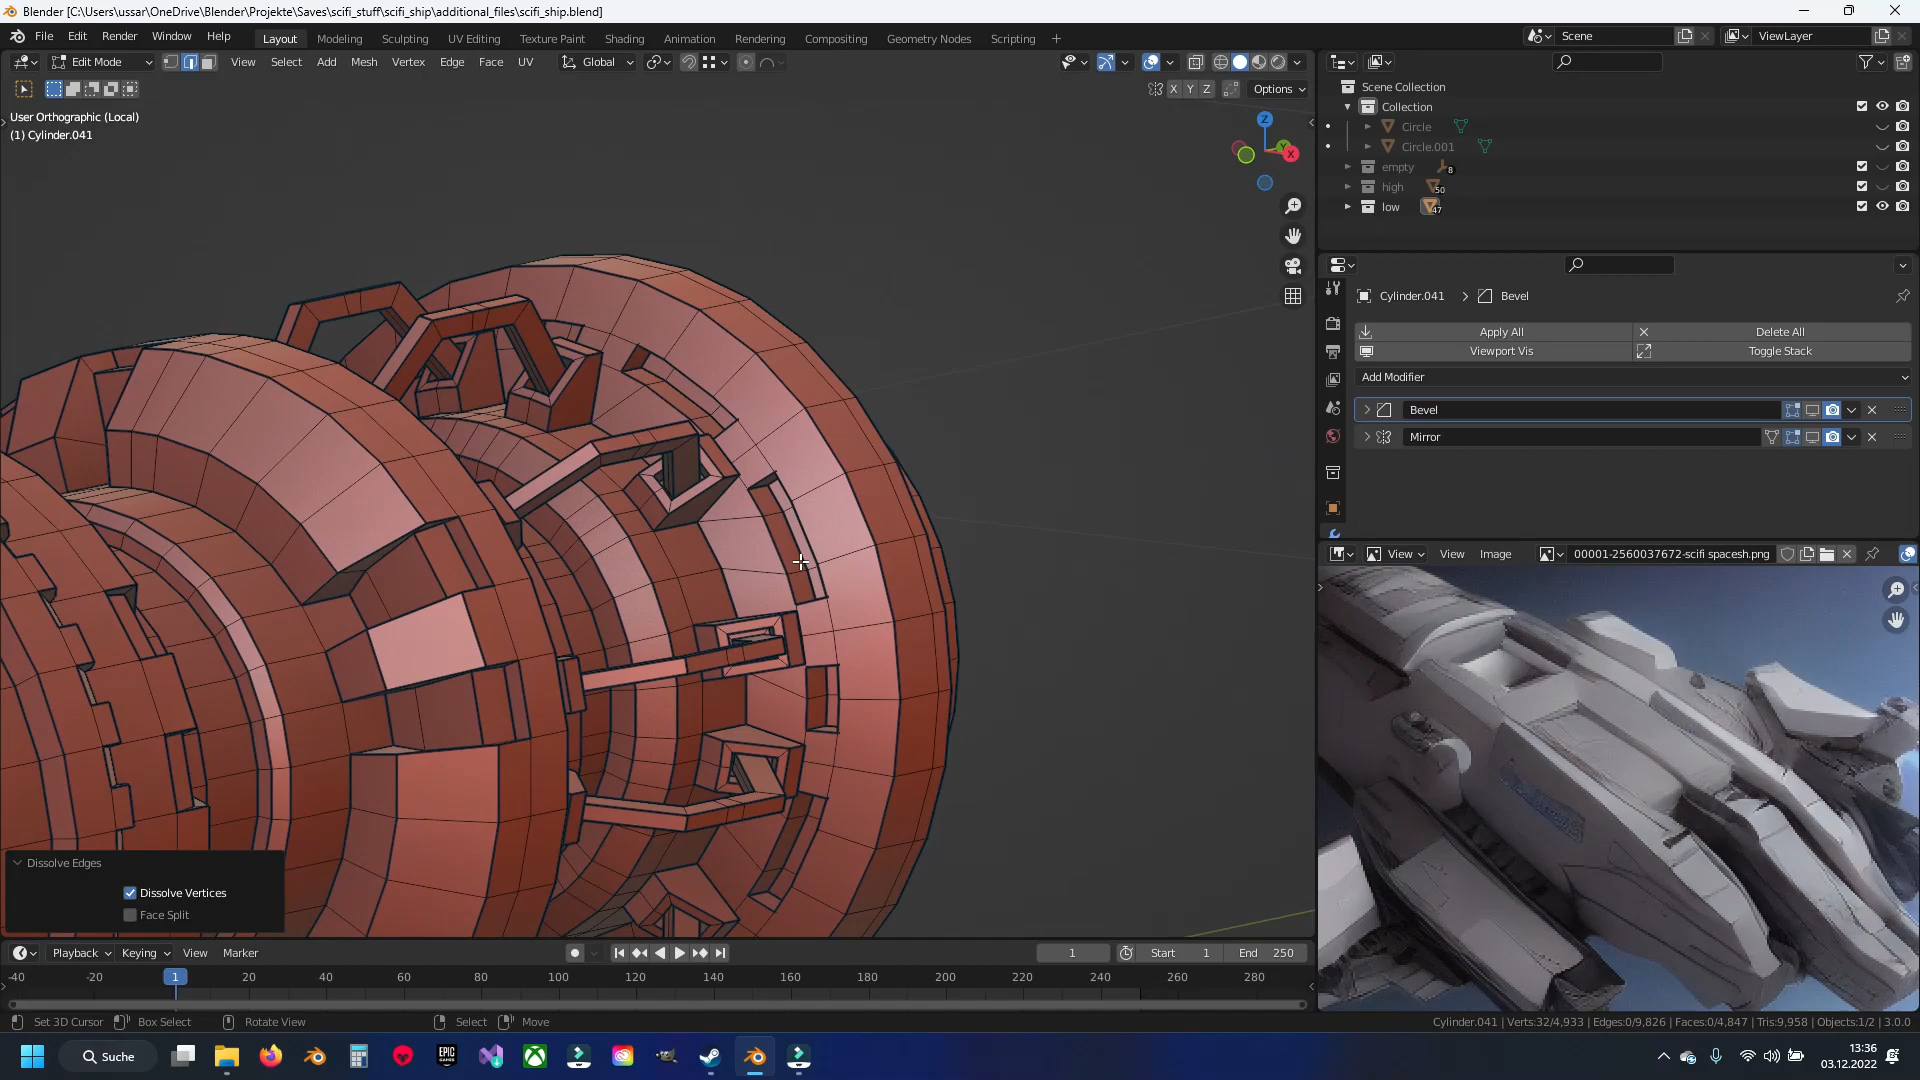 Blender [C:\Users\ussar\OneDrive\Blender\Projekte\Saves\scifi_stuff\scifi_ship\additional_files\scifi_ship.blend]
File Edit Render Window Help Layout Modeling Sculpting UV Editing Texture Paint Shading Animation Rendering Compositing Geometry Nodes Scripting + Scene ViewLayer
Edit Mode View Select Add Mesh Vertex Edge Face UV Global
X Y Z Options
User Orthographic (Local)
(1) Cylinder.041
Z
Y
X
Scene Collection
Collection
Circle
Circle.001
empty 8
high 50
low 47
Cylinder.041 > Bevel
Apply All Delete All
Viewport Vis Toggle Stack
Add Modifier
Bevel
Mirror
View View Image 00001-2560037672-scifi spacesh.png
Dissolve Edges
Dissolve Vertices
Face Split
Playback Keying View Marker 1 Start 1 End 250
-40 -20 1 20 40 60 80 100 120 140 160 180 200 220 240 260 280
Set 3D Cursor Box Select Rotate View Select Move Cylinder.041 | Verts:32/4,933 | Edges:0/9,826 | Faces:0/4,847 | Tris:9,958 | Objects:1/2 | 3.0.0
Suche EPIC GAMES 13:36
03.12.2022